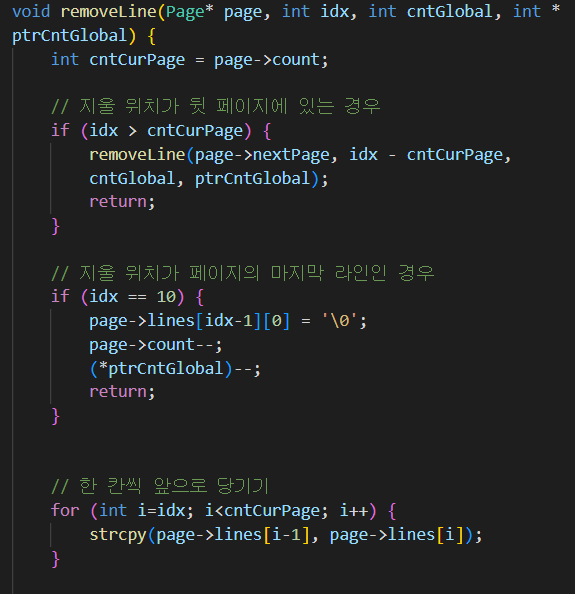 void removeLine(Page* page, int idx, int cntGlobal, int *
ptrCntGlobal) {
    int cntCurPage = page->count;

    // 지울 위치가 뒷 페이지에 있는 경우
    if (idx > cntCurPage) {
        removeLine(page->nextPage, idx - cntCurPage,
        cntGlobal, ptrCntGlobal);
        return;
    }

    // 지울 위치가 페이지의 마지막 라인인 경우
    if (idx == 10) {
        page->lines[idx-1][0] = '\0';
        page->count--;
        (*ptrCntGlobal)--;
        return;
    }


    // 한 칸씩 앞으로 당기기
    for (int i=idx; i<cntCurPage; i++) {
        strcpy(page->lines[i-1], page->lines[i]);
    }